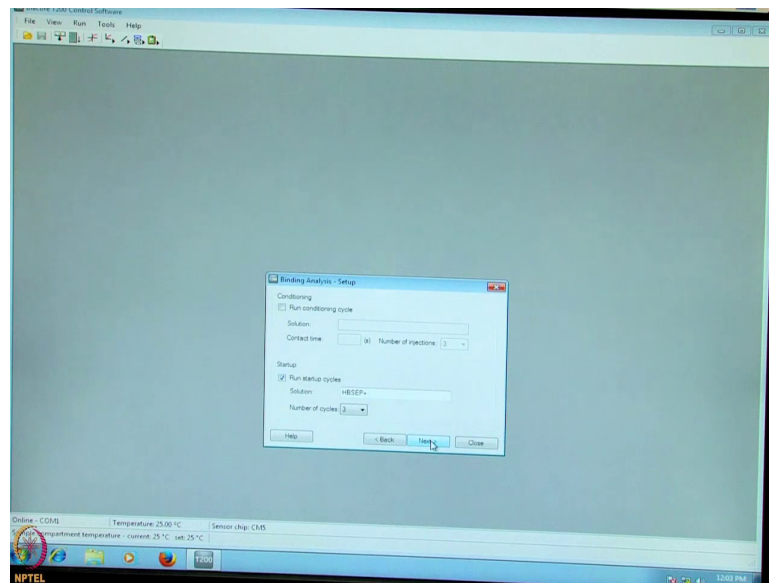 Biacore T200 Control Software
File View Run Tools Help
Binding Analysis - Setup
Conditioning
Run conditioning cycle
Solution:
Contact time: (s) Number of injections: 3
Startup
Run startup cycles
Solution: HBSEP+
Number of cycles 3
Help < Back Next > Close
Online - COM1 Temperature: 25.00 °C Sensor chip: CM5
compartment temperature - current: 25 °C set: 25 °C
T200
12:01 PM
NPTEL